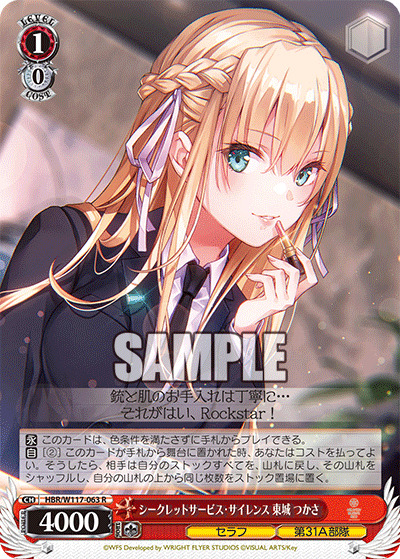 LEVEL
1
0
COST
SAMPLE
銃と肌のお手入れは丁寧に…
それがはい、Rockstar！
永 このカードは、色条件を満たさずに手札からプレイできる。
自 [②] このカードが手札から舞台に置かれた時、あなたはコストを払ってよ
い。そうしたら、相手は自分のストックすべてを、山札に戻し、その山札をシ
ャッフルし、自分の山札の上から同じ枚数をストック置場に置く。
CH HBR/W117-063 R
4000
シークレットサービス・サイレンス 東城 つかさ
セラフ
第31A部隊
©WFS Developed by WRIGHT FLYER STUDIOS ©VISUAL ARTS/Key